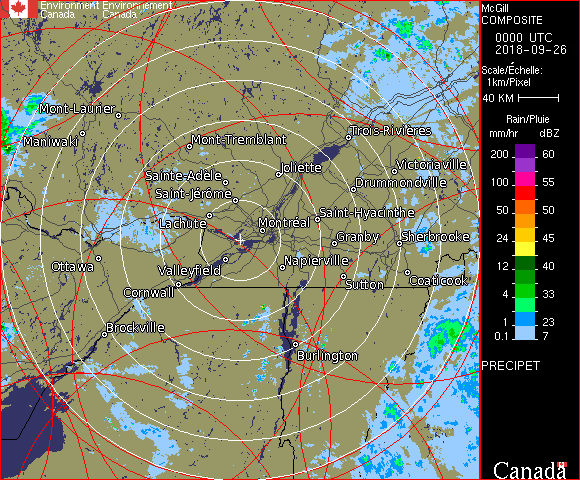 Environment Environnement
Canada Canada
McGill
COMPOSITE
0000 UTC
2018-09-26
Scale/Échelle:
1km/Pixel
40 KM
Rain/Pluie
mm/hr dBZ
200 60
100 55
50 50
24 45
12 40
4 33
1 23
0.1 7
PRECIPET
Canada
Mont-Laurier
Maniwaki
Mont-Tremblant
Trois-Rivières
Joliette
Victoriaville
Sainte-Adèle
Drummondville
Saint-Jérôme
Lachute
Saint-Hyacinthe
Montréal
Granby
Sherbrooke
Ottawa
Valleyfield
Napierville
Coaticook
Cornwall
Sutton
Brockville
Burlington